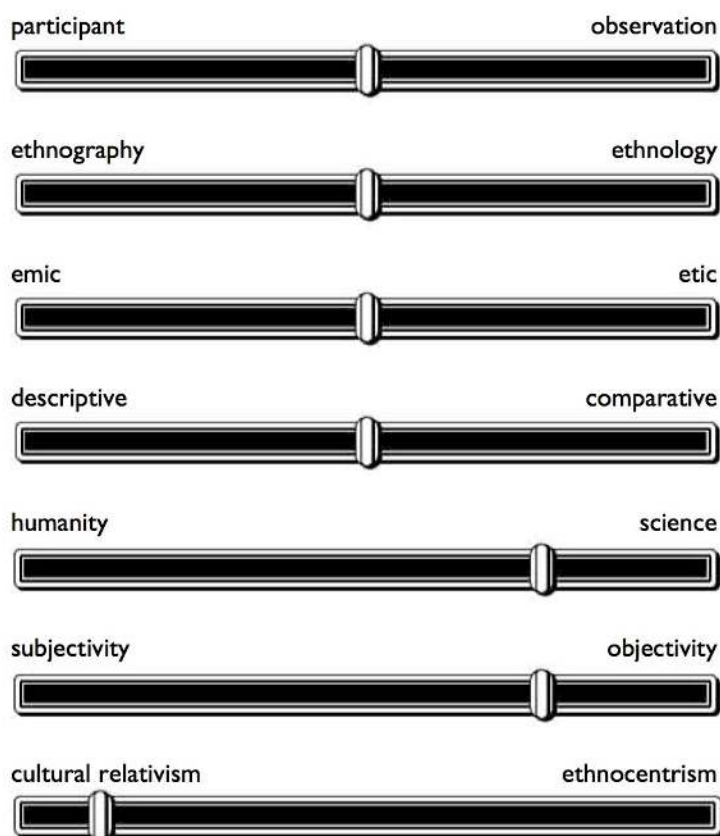 participant observation
ethnography ethnology
emic etic
descriptive comparative
humanity science
subjectivity objectivity
cultural relativism ethnocentrism